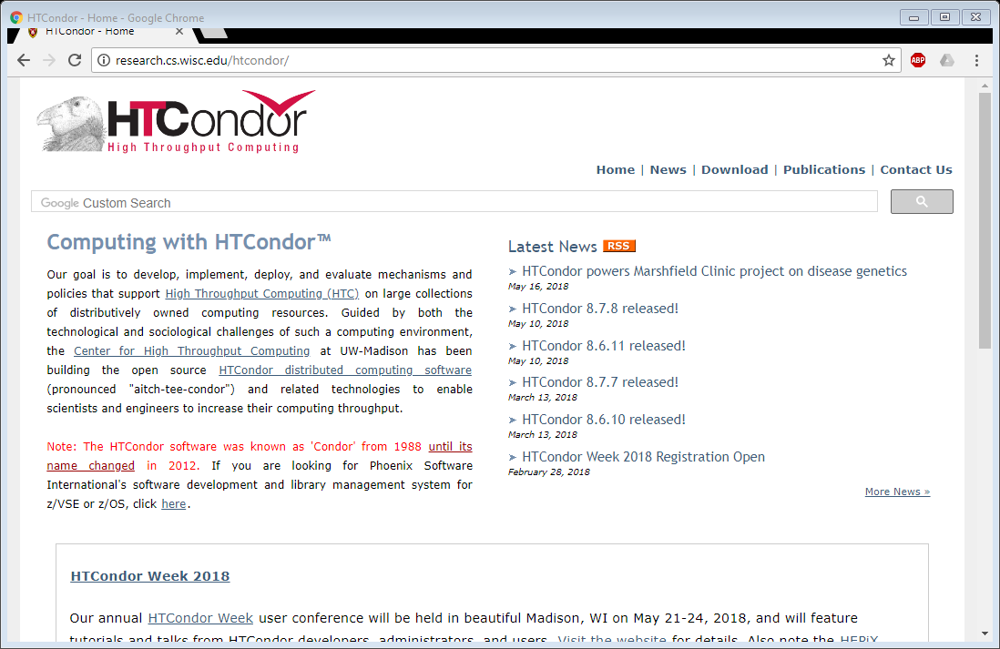 HTCondor - Home - Google Chrome
HTCondor - Home
research.cs.wisc.edu/htcondor/
ABP
HTCondor
High Throughput Computing
Home | News | Download | Publications | Contact Us
Google Custom Search
Computing with HTCondor™
Our goal is to develop, implement, deploy, and evaluate mechanisms and
policies that support High Throughput Computing (HTC) on large collections
of distributively owned computing resources. Guided by both the
technological and sociological challenges of such a computing environment,
the Center for High Throughput Computing at UW-Madison has been
building the open source HTCondor distributed computing software
(pronounced "aitch-tee-condor") and related technologies to enable
scientists and engineers to increase their computing throughput.
Note: The HTCondor software was known as 'Condor' from 1988 until its
name changed in 2012. If you are looking for Phoenix Software
International's software development and library management system for
z/VSE or z/OS, click here.
Latest News RSS
HTCondor powers Marshfield Clinic project on disease genetics
May 16, 2018
HTCondor 8.7.8 released!
May 10, 2018
HTCondor 8.6.11 released!
May 10, 2018
HTCondor 8.7.7 released!
March 13, 2018
HTCondor 8.6.10 released!
March 13, 2018
HTCondor Week 2018 Registration Open
February 28, 2018
More News »
HTCondor Week 2018
Our annual HTCondor Week user conference will be held in beautiful Madison, WI on May 21-24, 2018, and will feature
tutorials and talks from HTCondor developers, administrators, and users. Visit the website for details. Also note the HEPiX